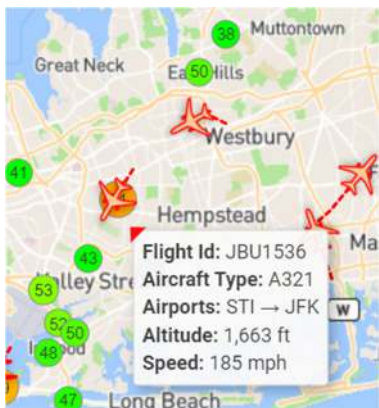 38
Muttontown
Great Neck
50
East Hills
Westbury
41
Hempstead
Ma
43
Flight Id: JBU1536
Aircraft Type: A321
Airports: STI → JFK
Altitude: 1,663 ft
Speed: 185 mph
Valley Stre
53
W
52
50
48
47
Long Beach